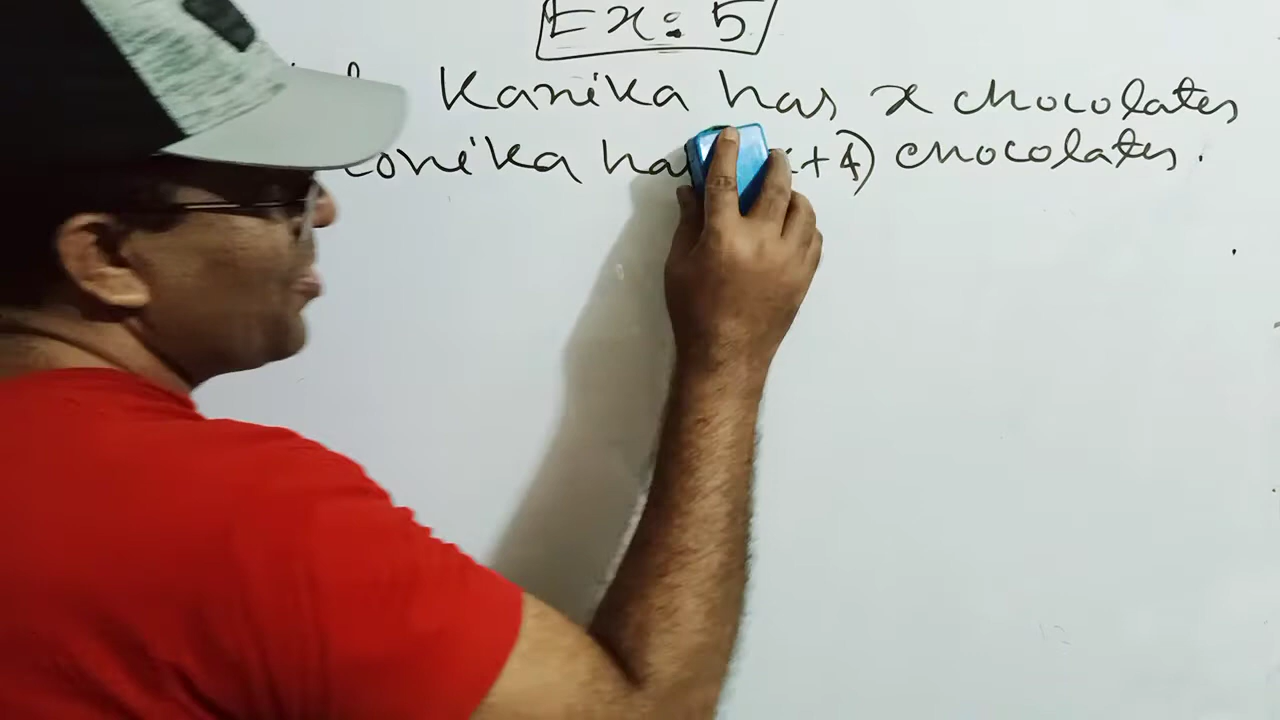 Ex: 5
Kanika has x chocolates
+4) chocolates.